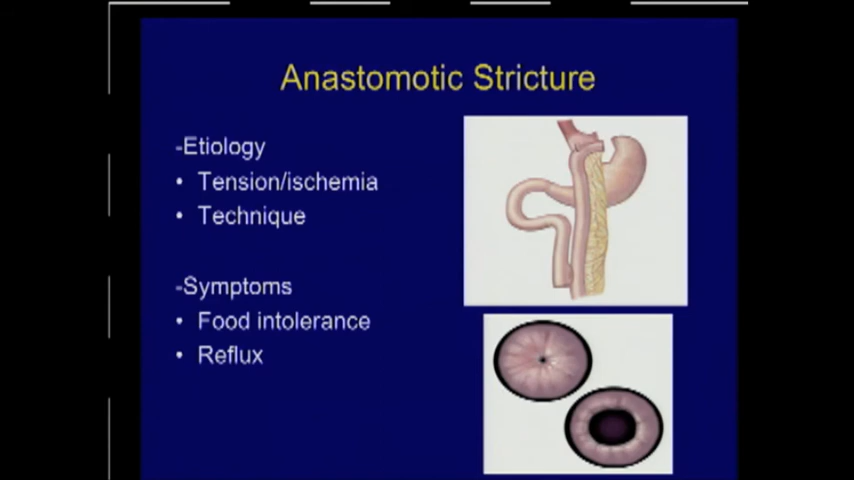 Anastomotic Stricture
-Etiology
• Tension/ischemia
• Technique
-Symptoms
• Food intolerance
• Reflux